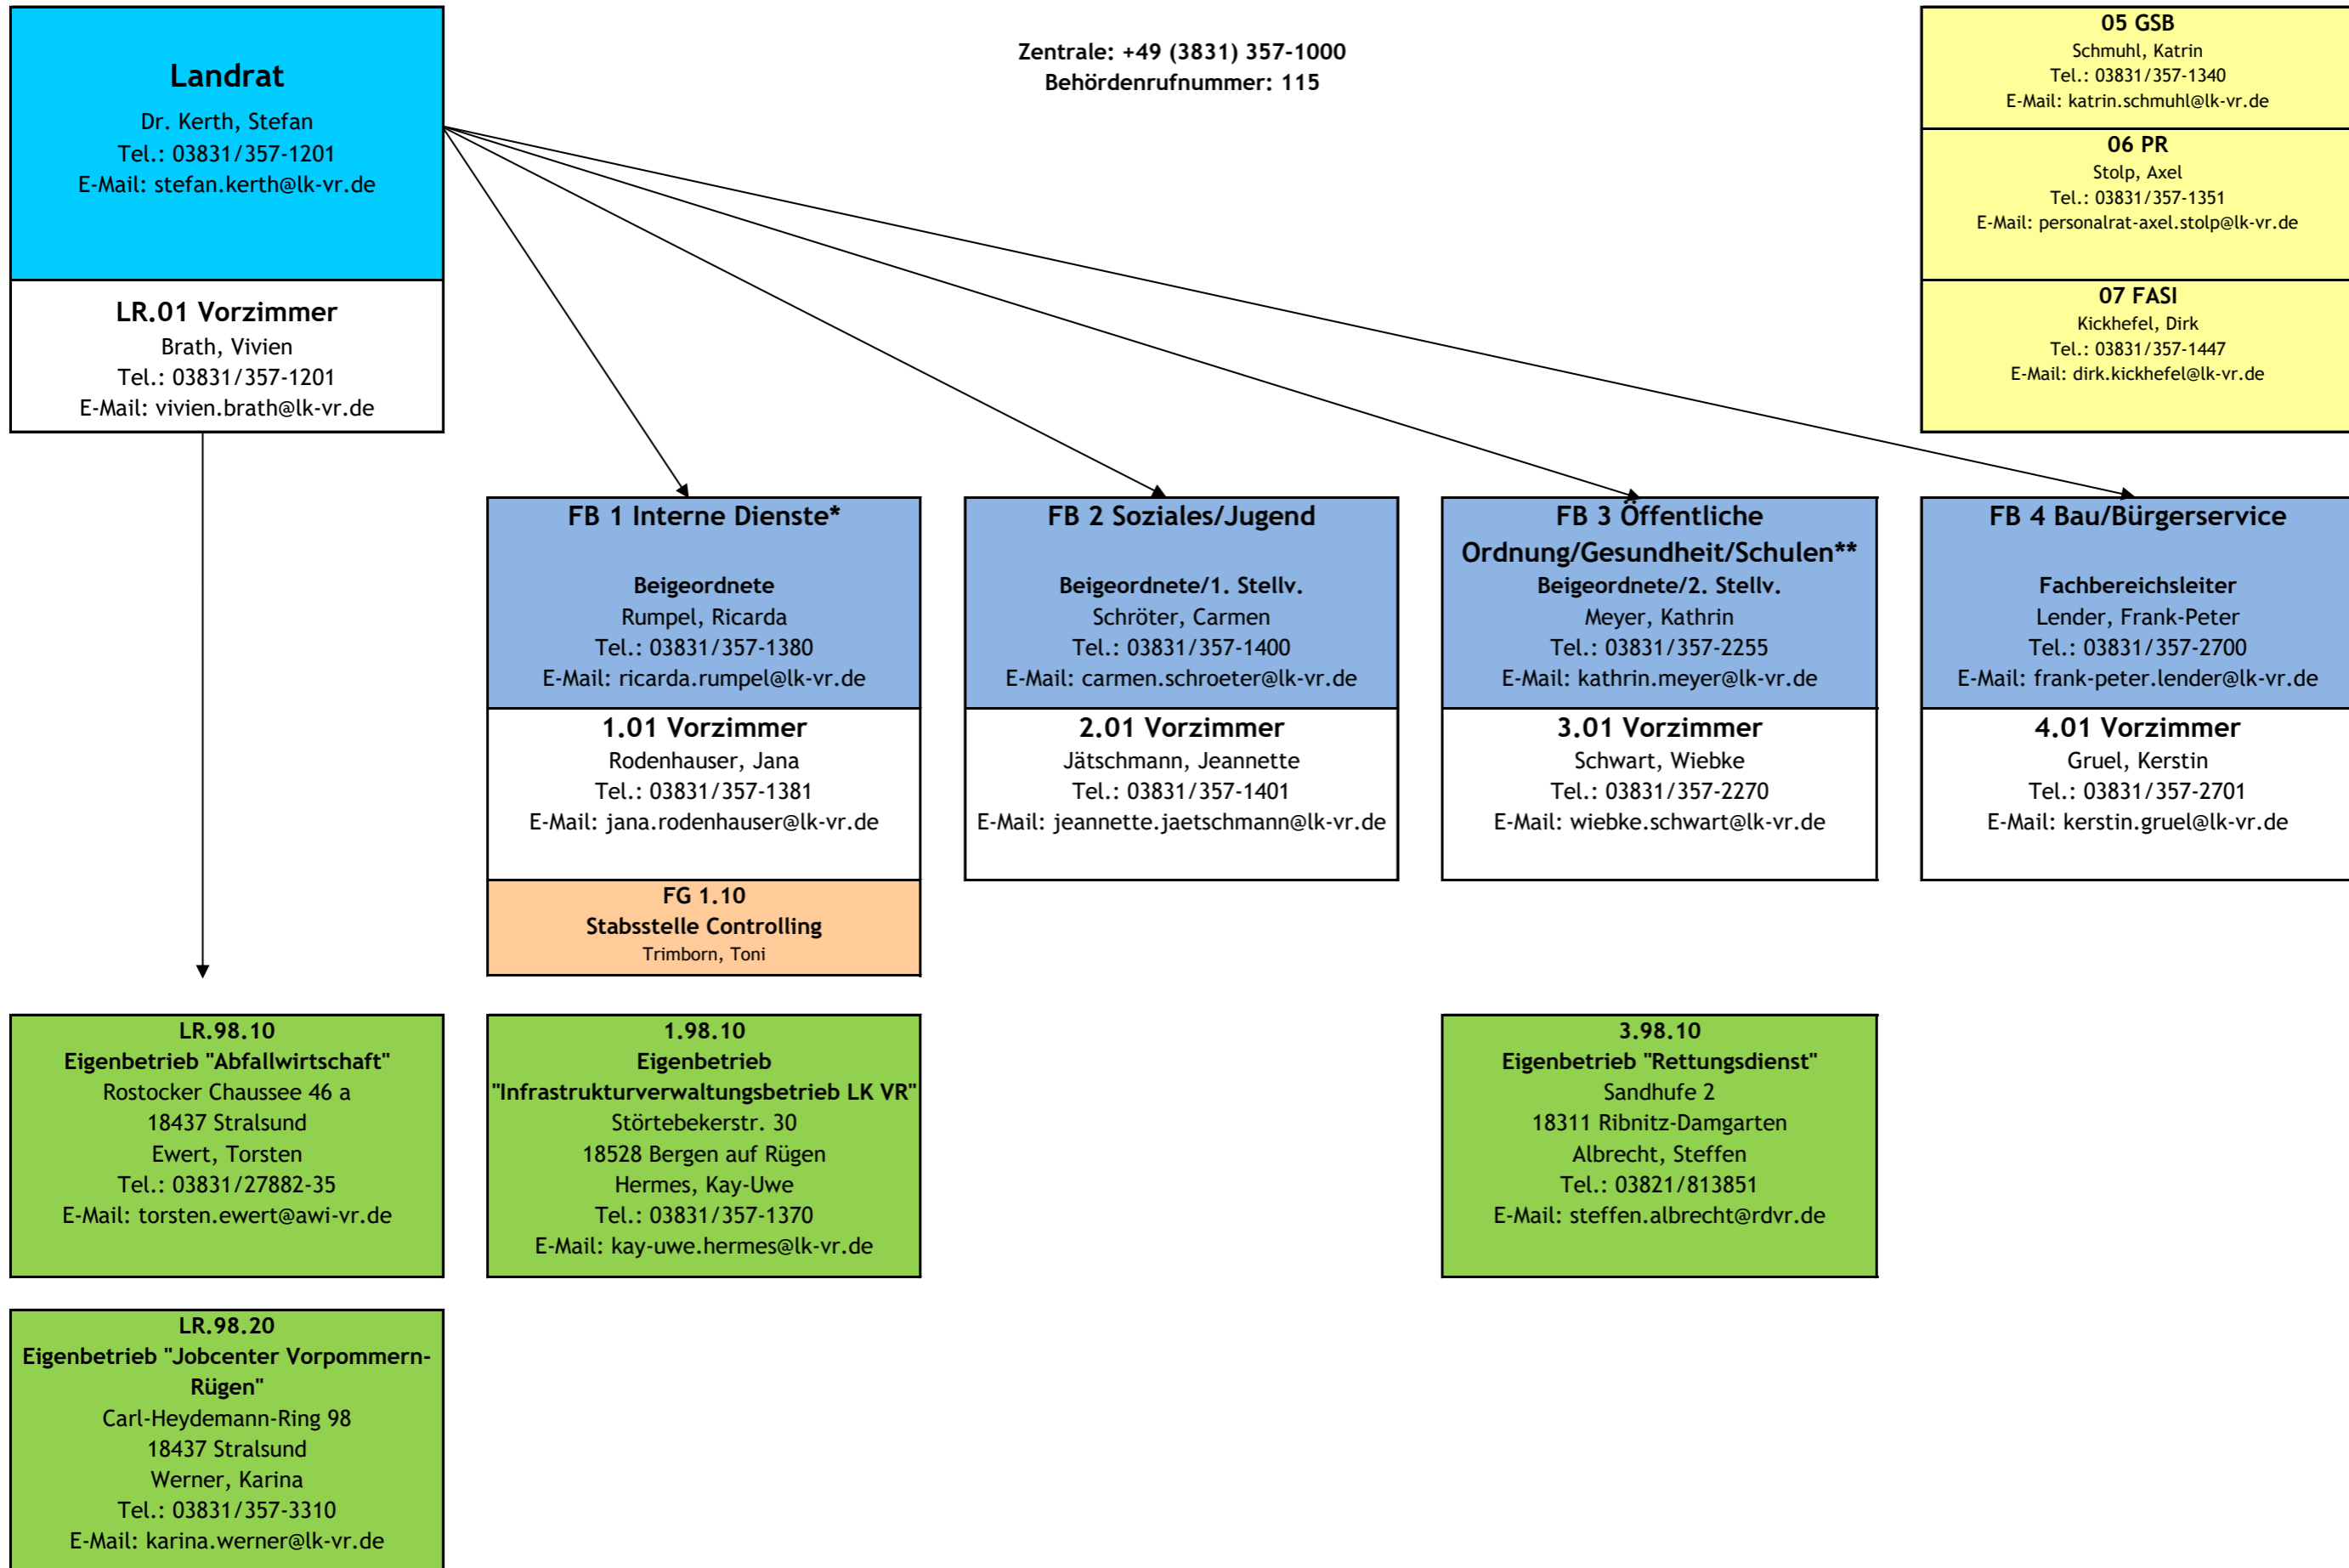 Landrat
Dr. Kerth, Stefan
Tel.: 03831/357-1201
E-Mail: stefan.kerth@lk-vr.de
LR.01 Vorzimmer
Brath, Vivien
Tel.: 03831/357-1201
E-Mail: vivien.brath@lk-vr.de
Zentrale: +49 (3831) 357-1000
Behördenrufnummer: 115
05 GSB
Schmuhl, Katrin
Tel.: 03831/357-1340
E-Mail: katrin.schmuhl@lk-vr.de
06 PR
Stolp, Axel
Tel.: 03831/357-1351
E-Mail: personalrat-axel.stolp@lk-vr.de
07 FASI
Kickhefel, Dirk
Tel.: 03831/357-1447
E-Mail: dirk.kickhefel@lk-vr.de
FB 1 Interne Dienste*
Beigeordnete
Rumpel, Ricarda
Tel.: 03831/357-1380
E-Mail: ricarda.rumpel@lk-vr.de
1.01 Vorzimmer
Rodenhauser, Jana
Tel.: 03831/357-1381
E-Mail: jana.rodenhauser@lk-vr.de
FG 1.10
Stabsstelle Controlling
Trimborn, Toni
FB 2 Soziales/Jugend
Beigeordnete/1. Stellv.
Schröter, Carmen
Tel.: 03831/357-1400
E-Mail: carmen.schroeter@lk-vr.de
2.01 Vorzimmer
Jätschmann, Jeannette
Tel.: 03831/357-1401
E-Mail: jeannette.jaetschmann@lk-vr.de
FB 3 Öffentliche
Ordnung/Gesundheit/Schulen**
Beigeordnete/2. Stellv.
Meyer, Kathrin
Tel.: 03831/357-2255
E-Mail: kathrin.meyer@lk-vr.de
3.01 Vorzimmer
Schwart, Wiebke
Tel.: 03831/357-2270
E-Mail: wiebke.schwart@lk-vr.de
FB 4 Bau/Bürgerservice
Fachbereichsleiter
Lender, Frank-Peter
Tel.: 03831/357-2700
E-Mail: frank-peter.lender@lk-vr.de
4.01 Vorzimmer
Gruel, Kerstin
Tel.: 03831/357-2701
E-Mail: kerstin.gruel@lk-vr.de
LR.98.10
Eigenbetrieb "Abfallwirtschaft"
Rostocker Chaussee 46 a
18437 Stralsund
Ewert, Torsten
Tel.: 03831/27882-35
E-Mail: torsten.ewert@awi-vr.de
1.98.10
Eigenbetrieb
"Infrastrukturverwaltungsbetrieb LK VR"
Störtebekerstr. 30
18528 Bergen auf Rügen
Hermes, Kay-Uwe
Tel.: 03831/357-1370
E-Mail: kay-uwe.hermes@lk-vr.de
3.98.10
Eigenbetrieb "Rettungsdienst"
Sandhufe 2
18311 Ribnitz-Damgarten
Albrecht, Steffen
Tel.: 03821/813851
E-Mail: steffen.albrecht@rdvr.de
LR.98.20
Eigenbetrieb "Jobcenter Vorpommern-
Rügen"
Carl-Heydemann-Ring 98
18437 Stralsund
Werner, Karina
Tel.: 03831/357-3310
E-Mail: karina.werner@lk-vr.de